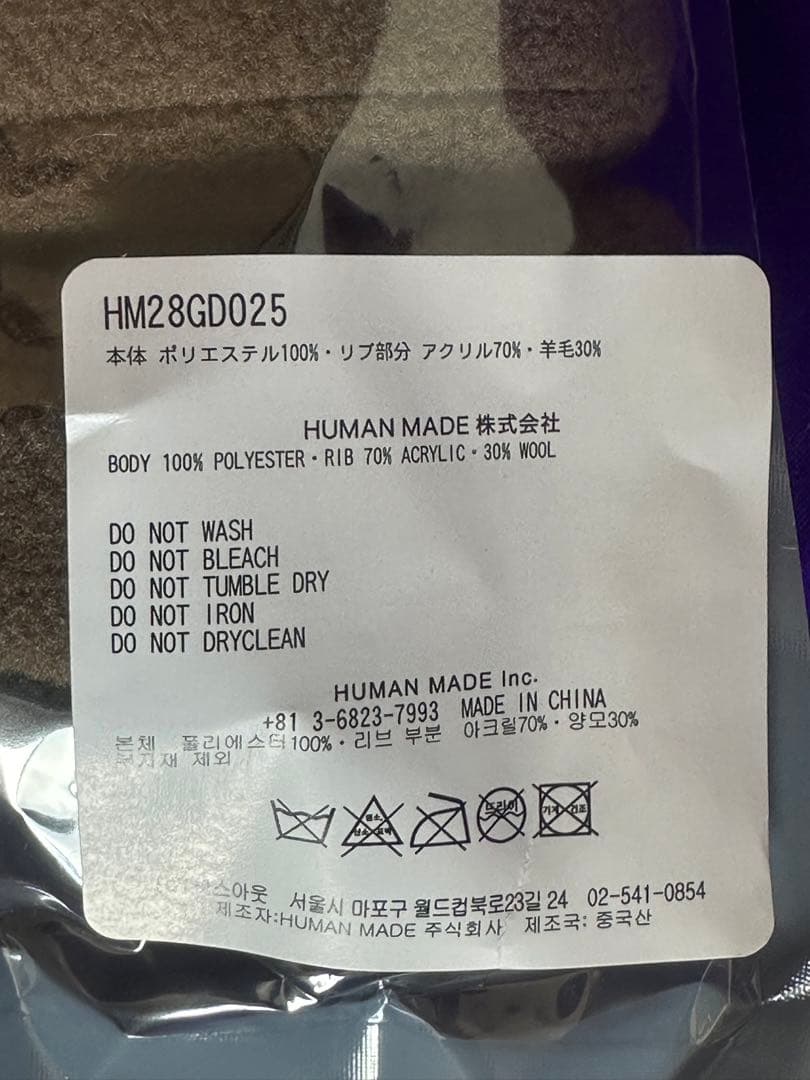 HM28GD025
本体 ポリエステル100%・リブ部分 アクリル70%・羊毛30%
HUMAN MADE 株式会社
BODY 100% POLYESTER・RIB 70% ACRYLIC・30% WOOL
DO NOT WASH
DO NOT BLEACH
DO NOT TUMBLE DRY
DO NOT IRON
DO NOT DRYCLEAN
HUMAN MADE Inc.
+81 3-6823-7993 MADE IN CHINA
본체 폴리에스터100%・리브 부분 아크릴70%・양모30%
제외
드라이
서울시 마포구 월드컵북로23길 24 02-541-0854
제조자:HUMAN MADE 주식회사 제조국: 중국산